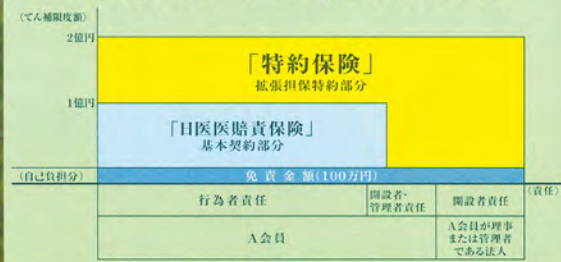 (てん補限度額)
2億円
「特約保険」
拡張担保特約部分
1億円
「日医医賠責保険」
基本契約部分
(自己負担分)
免責金額(100万円)
(責任)
行為者責任
開設者・
管理者責任
開設者責任
A会員
A会員が理事
または管理者
である法人